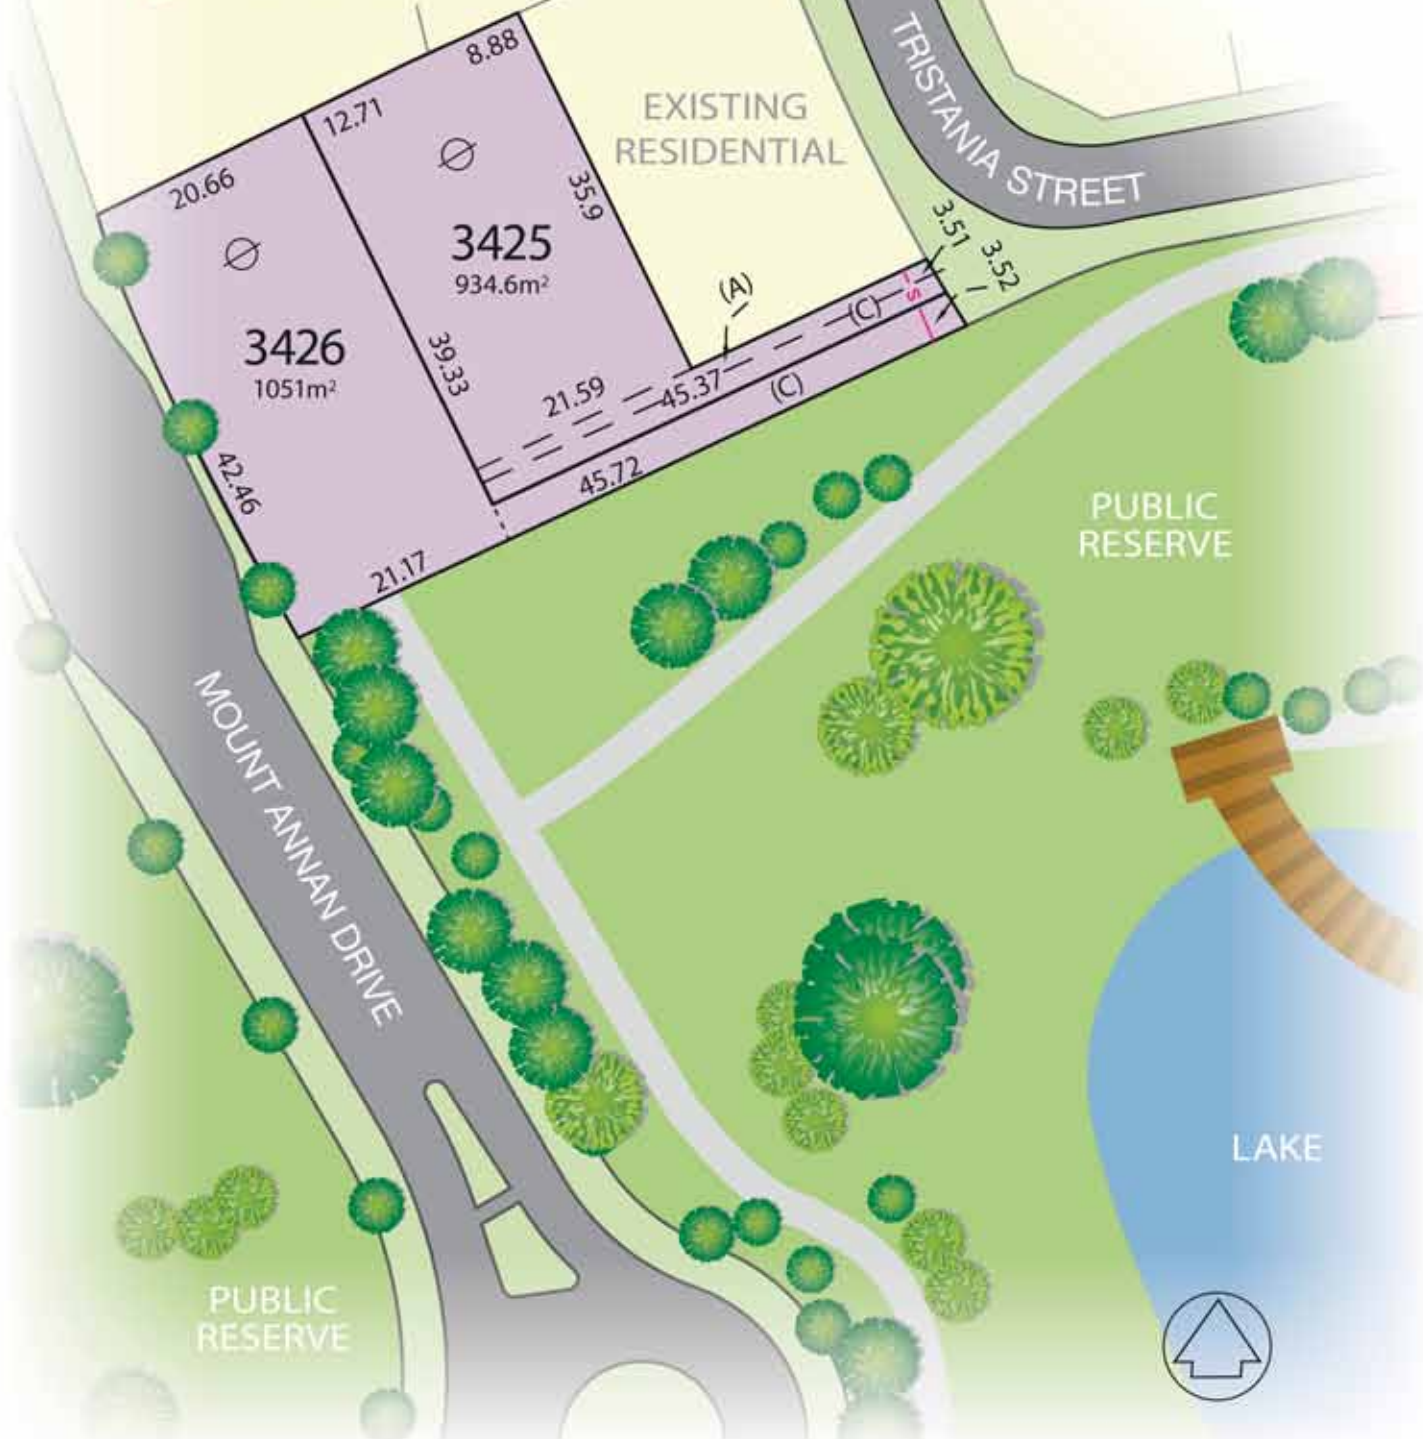 8.88
12.71
20.66
EXISTING
RESIDENTIAL
TRISTANIA STREET
35.9
3425
934.6m²
3426
1051m²
39.33
3.51
3.52
(A)
(C)
S
21.59
45.37
(C)
45.72
42.46
21.17
PUBLIC
RESERVE
MOUNT ANNAN DRIVE
LAKE
PUBLIC
RESERVE